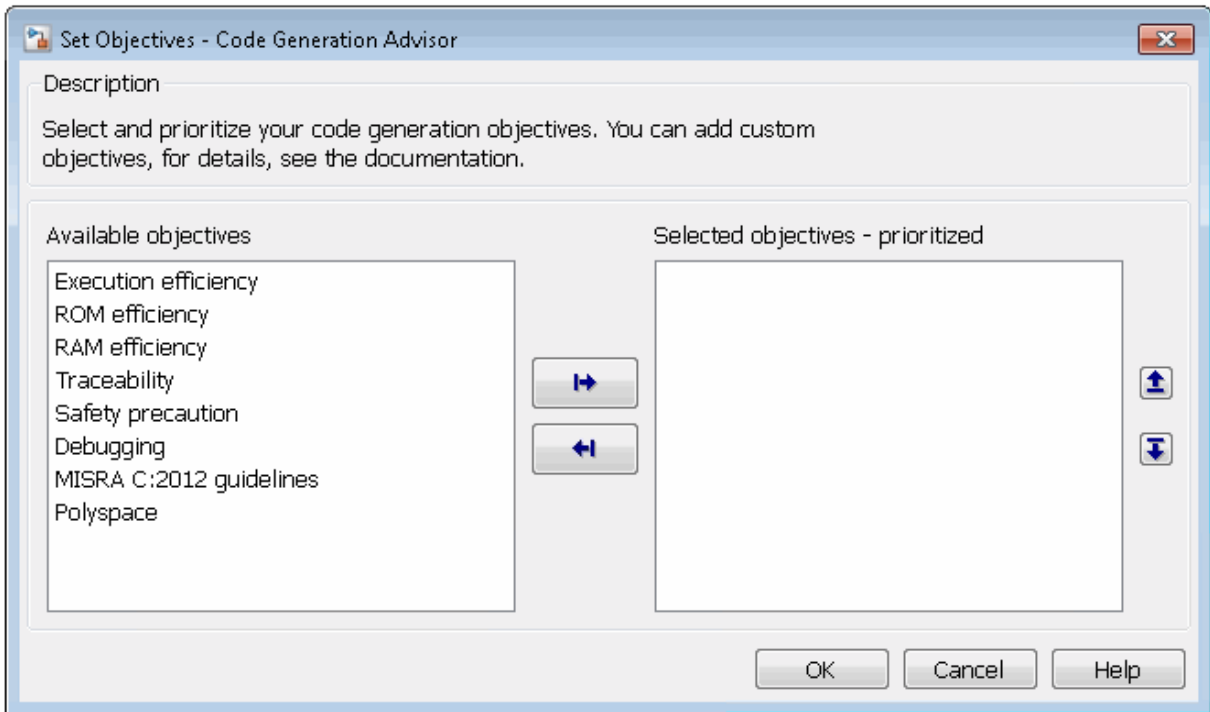 Set Objectives - Code Generation Advisor
Description
Select and prioritize your code generation objectives. You can add custom
objectives, for details, see the documentation.
Available objectives
Execution efficiency
ROM efficiency
RAM efficiency
Traceability
Safety precaution
Debugging
MISRA C:2012 guidelines
Polyspace
Selected objectives - prioritized
OK
Cancel
Help